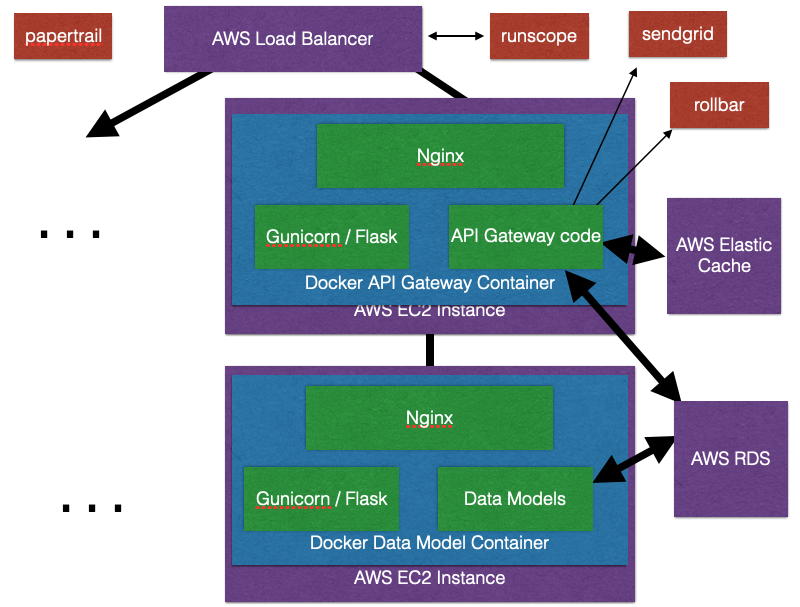 papertrail
AWS Load Balancer
runscope
sendgrid
rollbar
Nginx
Gunicorn / Flask
API Gateway code
Docker API Gateway Container
AWS EC2 Instance
AWS Elastic
Cache
...
Nginx
Gunicorn / Flask
Data Models
Docker Data Model Container
AWS EC2 Instance
AWS RDS
...